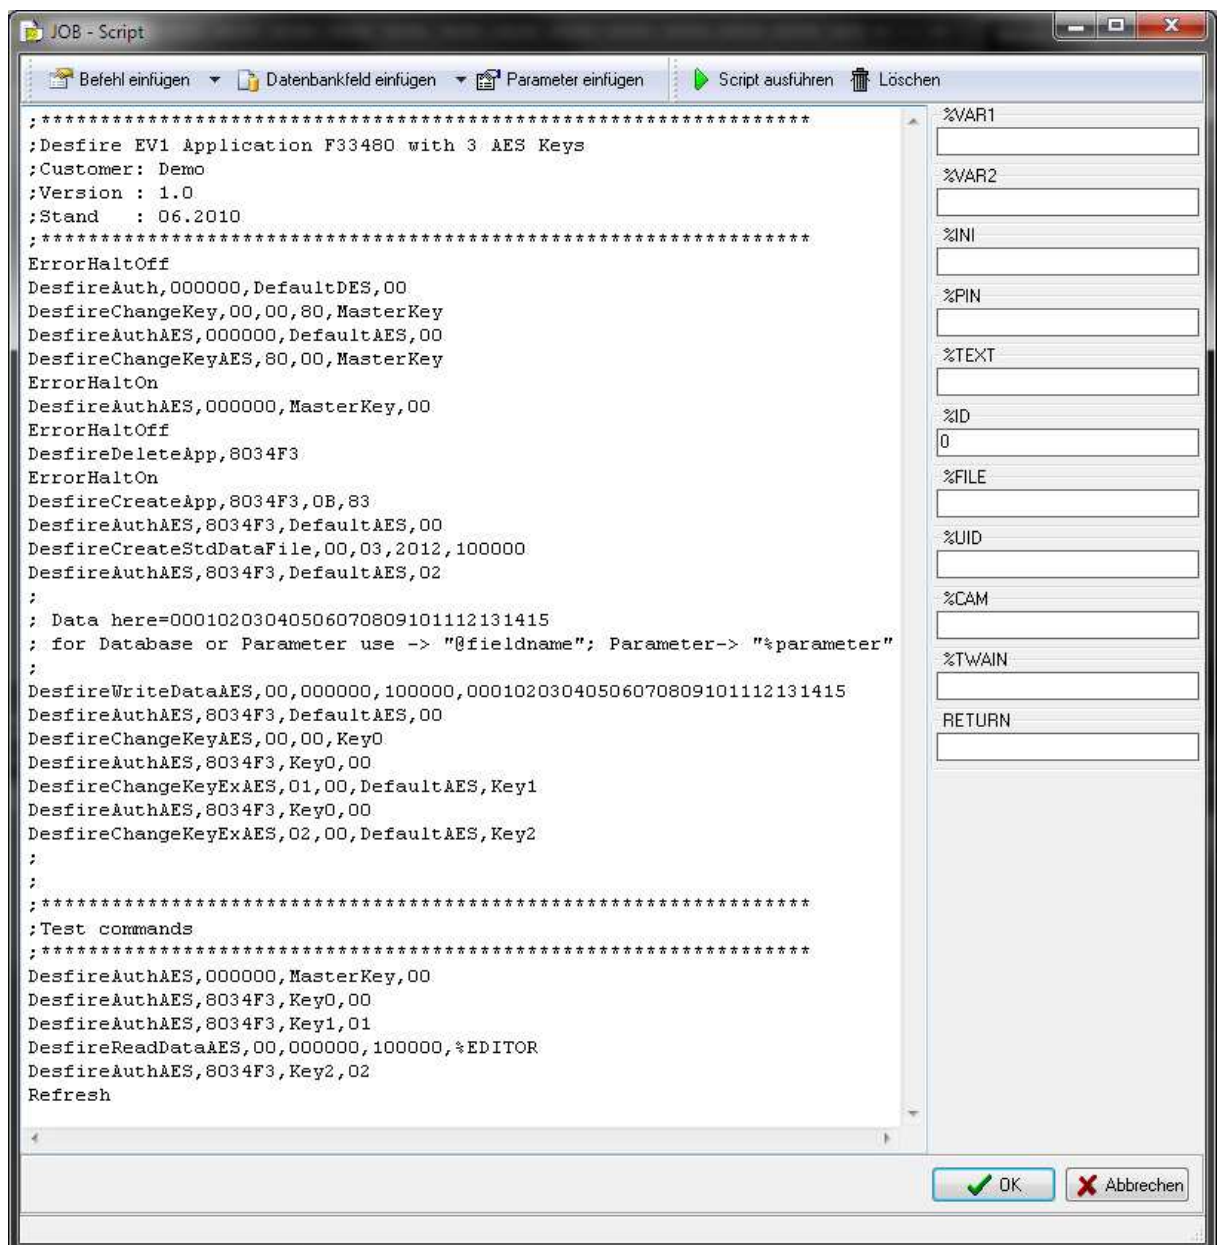 JOB - Script
Befehl einfügen Datenbankfeld einfügen Parameter einfügen Script ausführen Löschen
;*****************************************************************
;Desfire EV1 Application F33480 with 3 AES Keys
;Customer: Demo
;Version : 1.0
;Stand   : 06.2010
;*****************************************************************
ErrorHaltOff
DesfireAuth,000000,DefaultDES,00
DesfireChangeKey,00,00,80,MasterKey
DesfireAuthAES,000000,DefaultAES,00
DesfireChangeKeyAES,80,00,MasterKey
ErrorHaltOn
DesfireAuthAES,000000,MasterKey,00
ErrorHaltOff
DesfireDeleteApp,8034F3
ErrorHaltOn
DesfireCreateApp,8034F3,0B,83
DesfireAuthAES,8034F3,DefaultAES,00
DesfireCreateStdDataFile,00,03,2012,100000
DesfireAuthAES,8034F3,DefaultAES,02
;
; Data here=00010203040506070809101112131415
; for Database or Parameter use -> "@fieldname"; Parameter-> "%parameter"
;
DesfireWriteDataAES,00,000000,100000,00010203040506070809101112131415
DesfireAuthAES,8034F3,DefaultAES,00
DesfireChangeKeyAES,00,00,Key0
DesfireAuthAES,8034F3,Key0,00
DesfireChangeKeyExAES,01,00,DefaultAES,Key1
DesfireAuthAES,8034F3,Key0,00
DesfireChangeKeyExAES,02,00,DefaultAES,Key2
;
;
;*****************************************************************
;Test commands
;*****************************************************************
DesfireAuthAES,000000,MasterKey,00
DesfireAuthAES,8034F3,Key0,00
DesfireAuthAES,8034F3,Key1,01
DesfireReadDataAES,00,000000,100000,%EDITOR
DesfireAuthAES,8034F3,Key2,02
Refresh
%VAR1
%VAR2
%INI
%PIN
%TEXT
%ID
0
%FILE
%UID
%CAM
%TWAIN
RETURN
OK Abbrechen